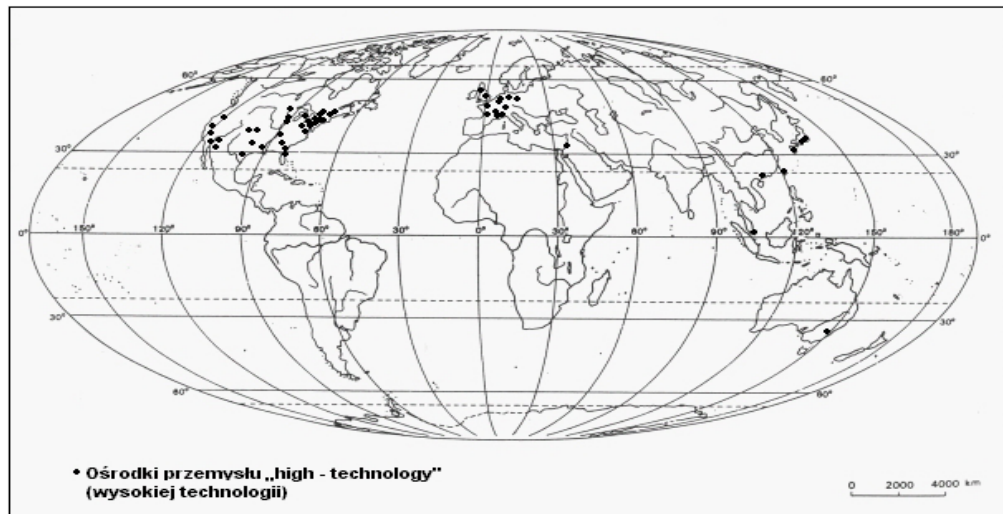 60° 60°
30° 30°
0° 150° 120° 90° 60° 30° 0° 30° 60° 90° 120° 150° 180° 0°
30° 30°
60° 60°
• Ośrodki przemysłu „high - technology"
(wysokiej technologii)
0 2000 4000 km